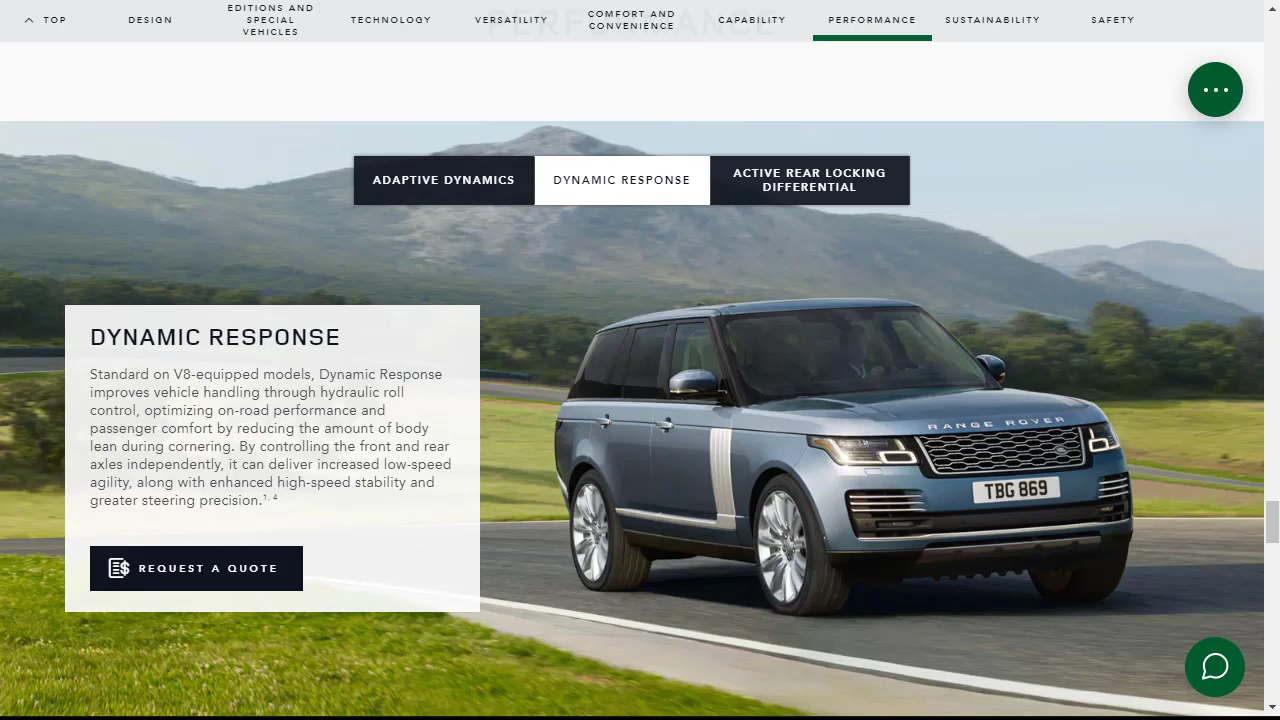 TOP
DESIGN
EDITIONS AND
SPECIAL
VEHICLES
TECHNOLOGY
VERSATILITY
COMFORT AND
CONVENIENCE
CAPABILITY
PERFORMANCE
SUSTAINABILITY
SAFETY
PERFORMANCE
ADAPTIVE DYNAMICS
DYNAMIC RESPONSE
ACTIVE REAR LOCKING
DIFFERENTIAL
DYNAMIC RESPONSE
Standard on V8-equipped models, Dynamic Response
improves vehicle handling through hydraulic roll
control, optimizing on-road performance and
passenger comfort by reducing the amount of body
lean during cornering. By controlling the front and rear
axles independently, it can deliver increased low-speed
agility, along with enhanced high-speed stability and
greater steering precision.1, 4
REQUEST A QUOTE
RANGE ROVER
TBG 869